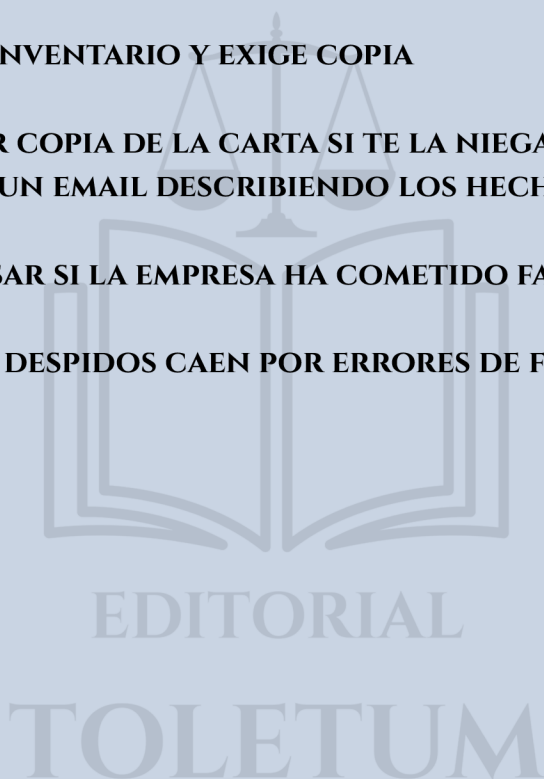 NVENTARIO Y EXIGE COPIA
R COPIA DE LA CARTA SI TE LA NIEGA
UN EMAIL DESCRIBIENDO LOS HECH
SAR SI LA EMPRESA HA COMETIDO FA
DESPIDOS CAEN POR ERRORES DE F
EDITORIAL
TOLETUM